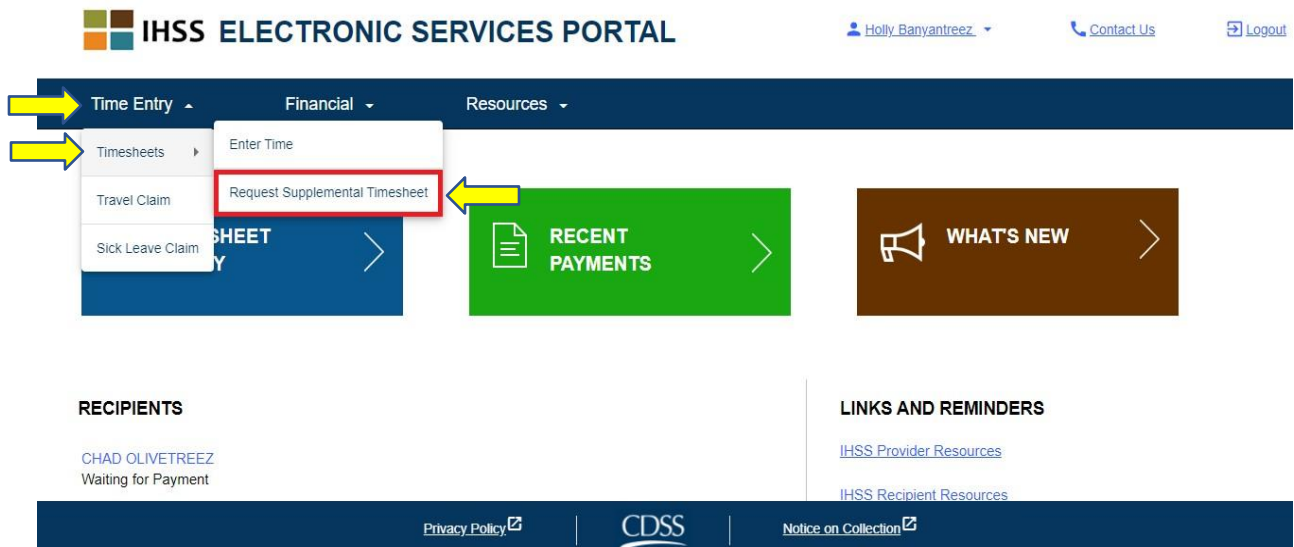 IHSS ELECTRONIC SERVICES PORTAL
Holly Banyantreez
Contact Us
Logout
Time Entry
Financial
Resources
Timesheets
Enter Time
Travel Claim
Request Supplemental Timesheet
Sick Leave Claim
SHEET
Y
RECENT
PAYMENTS
WHAT'S NEW
RECIPIENTS
CHAD OLIVETREEZ
Waiting for Payment
LINKS AND REMINDERS
IHSS Provider Resources
IHSS Recipient Resources
Privacy Policy
CDSS
Notice on Collection